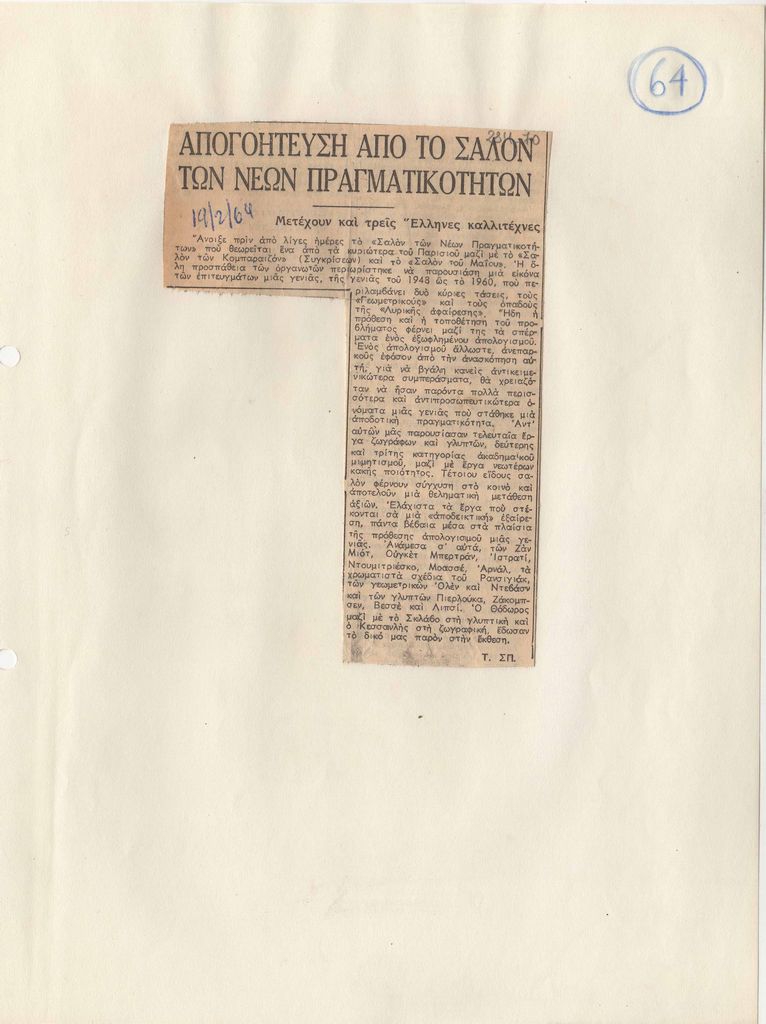 64
ΑΠΟΓΟΗΤΕΥΣΗ ΑΠΟ ΤΟ ΣΑΛΟΝ
ΤΩΝ ΝΕΩΝ ΠΡΑΓΜΑΤΙΚΟΤΗΤΩΝ
19/2/64
Μετέχουν καὶ τρεῖς Ἕλληνες καλλιτέχνες
Ἄνοιξε πρὶν ἀπὸ λίγες ἡμέρες τὸ «Σαλὸν τῶν Νέων Πραγματικοτή-
των» ποὺ θεωρεῖται ἕνα ἀπὸ τὰ κυριώτερα τοῦ Παρισιοῦ μαζὶ μὲ τὸ «Σα-
λὸν τῶν Κομπαραιζὸν» (Συγκρίσεων) καὶ τὸ «Σαλὸν τοῦ Μαΐου». Ἡ ὅ-
λη προσπάθεια τῶν ὀργανωτῶν περιωρίστηκε νὰ παρουσιάση μιὰ εἰκόνα
τῶν ἐπιτευγμάτων μιᾶς γενιᾶς, τῆς γενιᾶς τοῦ 1948 ὡς τὸ 1960, ποὺ πε-
ριλαμβάνει δυὸ κύριες τάσεις, τοὺς
«Γεωμετρικοὺς» καὶ τοὺς ὀπαδοὺς
τῆς «Λυρικῆς ἀφαίρεσης». Ἤδη ἡ
πρόθεση καὶ ἡ τοποθέτηση τοῦ προ-
βλήματος φέρνει μαζί της τὰ σπέρ-
ματα ἑνὸς ἐξωφλημένου ἀπολογισμοῦ.
Ἑνὸς ἀπολογισμοῦ ἄλλωστε, ἀνεπαρ-
κοῦς ἐφόσον ἀπὸ τὴν ἀνασκόπηση αὐ-
τή, γιὰ νὰ βγάλη κανεὶς ἀντικειμε-
νικώτερα συμπεράσματα, θὰ χρειαζό-
ταν νὰ ἦσαν παρόντα πολλὰ περισ-
σότερα καὶ ἀντιπροσωπευτικώτερα ὀ-
νόματα μιᾶς γενιᾶς ποὺ στάθηκε μιὰ
ἀποδοτικὴ πραγματικότητα. Ἀντ'
αὐτῶν μᾶς παρουσίασαν τελευταῖα ἔρ-
γα ζωγράφων καὶ γλυπτῶν, δεύτερης
καὶ τρίτης κατηγορίας ἀκαδημαϊκοῦ
μιμητισμοῦ, μαζὶ μὲ ἔργα νεωτέρων
κακῆς ποιότητος. Τέτοιου εἴδους σα-
λὸν φέρνουν σύγχυση στὸ κοινὸ καὶ
ἀποτελοῦν μιὰ θεληματικὴ μετάθεση
ἀξιῶν. Ἐλάχιστα τὰ ἔργα ποὺ στέ-
κονται σὰ μιὰ «ἀποδεικτικὴ» ἐξαίρε-
ση, πάντα βέβαια μέσα στὰ πλαίσια
τῆς πρόθεσης ἀπολογισμοῦ μιᾶς γε-
νιᾶς. Ἀνάμεσα σ' αὐτά, τῶν Ζὰν
Μιότ, Οὐγκὲτ Μπερτράν, Ἰστρατί,
Ντουμιτριέσκο, Μοασσέ, Ἀρνάλ, τὰ
χρωματιστὰ σχέδια τοῦ Ρανσιγιάκ,
τῶν γεωμετρικῶν Ὀλὲν καὶ Ντεβὰσν
καὶ τῶν γλυπτῶν Πιερλούκα, Ζάκομπ-
σεν, Βεσσὲ καὶ Λιπσί. Ὁ Θόδωρος
μαζὶ μὲ τὸ Σκλάβο στὴ γλυπτικὴ καὶ
ὁ Κεσσανλῆς στὴ ζωγραφική, ἔδωσαν
τὸ δικό μας παρὸν στὴν ἔκθεση.
Τ. ΣΠ.